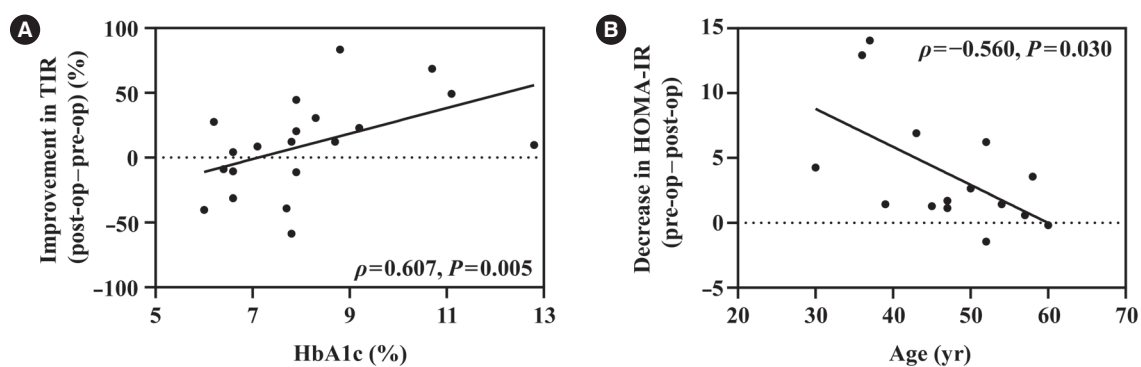 A
Improvement in TIR
(post-op−pre-op) (%)
100
50
0
−50
−100
5
7
9
11
13
HbA1c (%)
ρ=0.607, P=0.005
B
Decrease in HOMA-IR
(pre-op−post-op)
15
10
5
0
−5
20
30
40
50
60
70
Age (yr)
ρ=−0.560, P=0.030